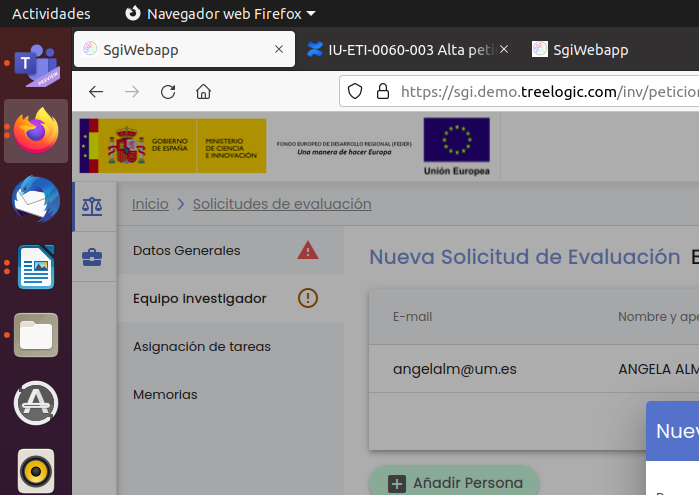 Actividades
Navegador web Firefox
SgiWebapp
IU-ETI-0060-003 Alta peti
SgiWebapp
https://sgi.demo.treelogic.com/inv/peticion
GOBIERNO
DE ESPAÑA
MINISTERIO
DE CIENCIA
E INNOVACIÓN
FONDO EUROPEO DE DESARROLLO REGIONAL (FEDER)
Una manera de hacer Europa
Unión Europea
Inicio
Solicitudes de evaluación
Datos Generales
Equipo Investigador
Asignación de tareas
Memorias
Nueva Solicitud de Evaluación
E-mail
Nombre y ape
angelalm@um.es
ANGELA ALM
Nuev
Añadir Persona
T
PREVIEW